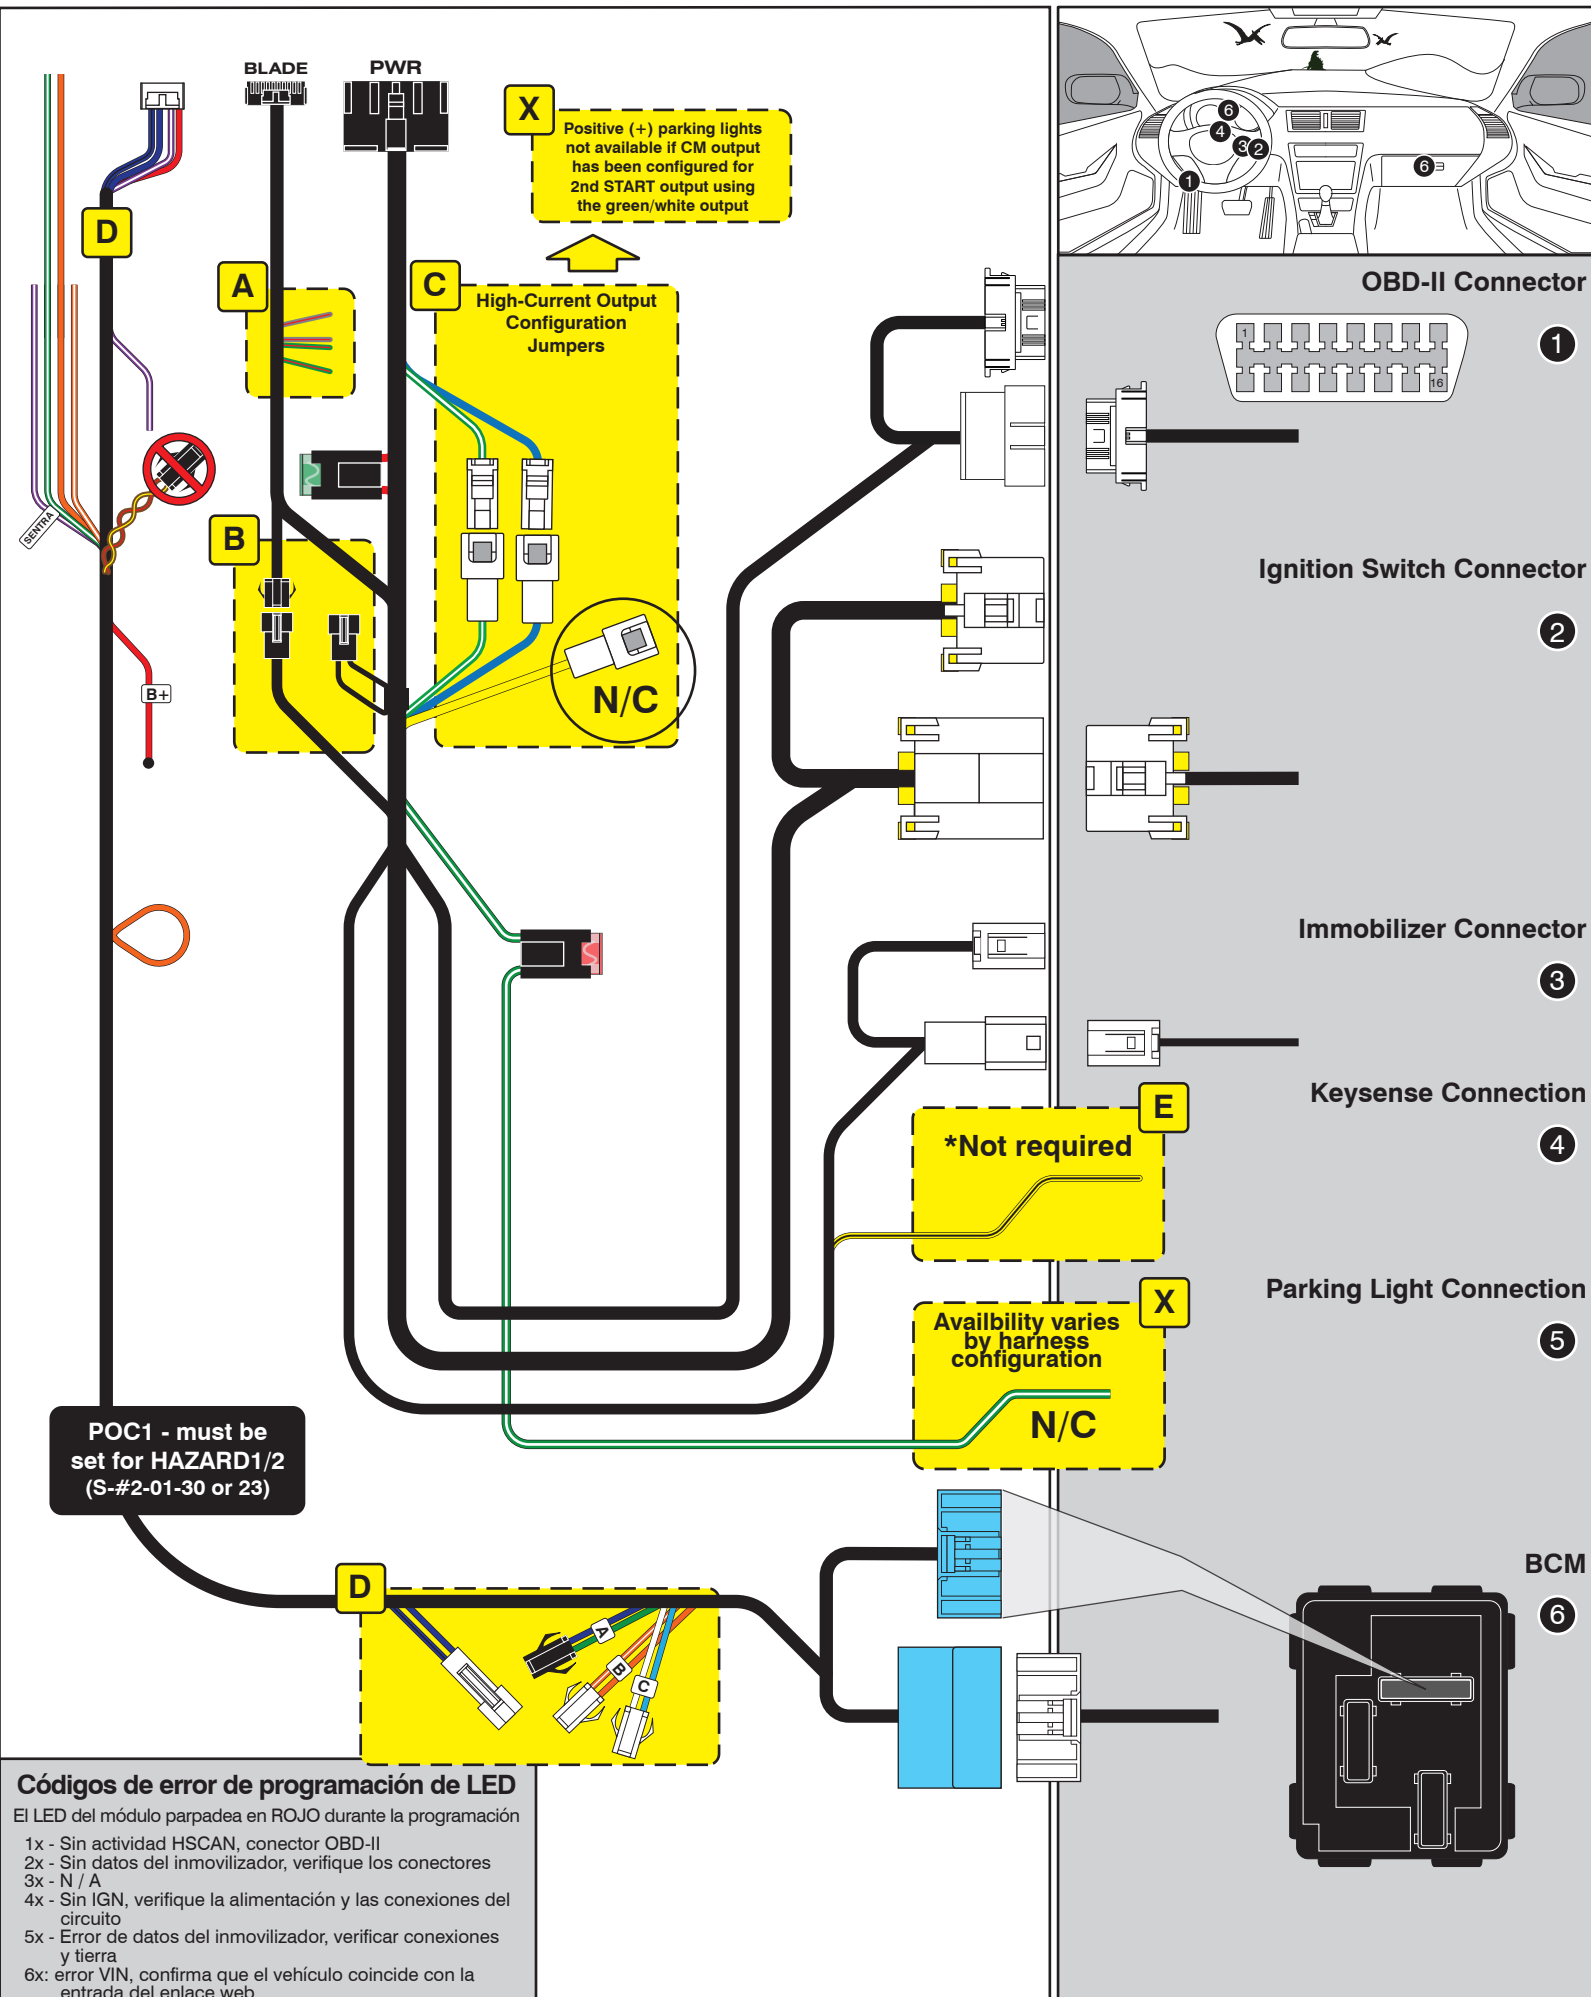 BLADE
PWR
X
Positive (+) parking lights
not available if CM output
has been configured for
2nd START output using
the green/white output
D
A
C
High-Current Output
Configuration
Jumpers
SENTRA
B
B+
N/C
6
4
3
2
6
1
OBD-II Connector
1
1
16
Ignition Switch Connector
2
Immobilizer Connector
3
Keysense Connection
4
E
*Not required
Parking Light Connection
5
X
Availbility varies
by harness
configuration
N/C
POC1 - must be
set for HAZARD1/2
(S-#2-01-30 or 23)
BCM
6
D
A
B
C
Códigos de error de programación de LED
El LED del módulo parpadea en ROJO durante la programación
1x - Sin actividad HSCAN, conector OBD-II
2x - Sin datos del inmovilizador, verifique los conectores
3x - N / A
4x - Sin IGN, verifique la alimentación y las conexiones del
circuito
5x - Error de datos del inmovilizador, verificar conexiones
y tierra
6x: error VIN, confirma que el vehículo coincide con la
entrada del enlace web